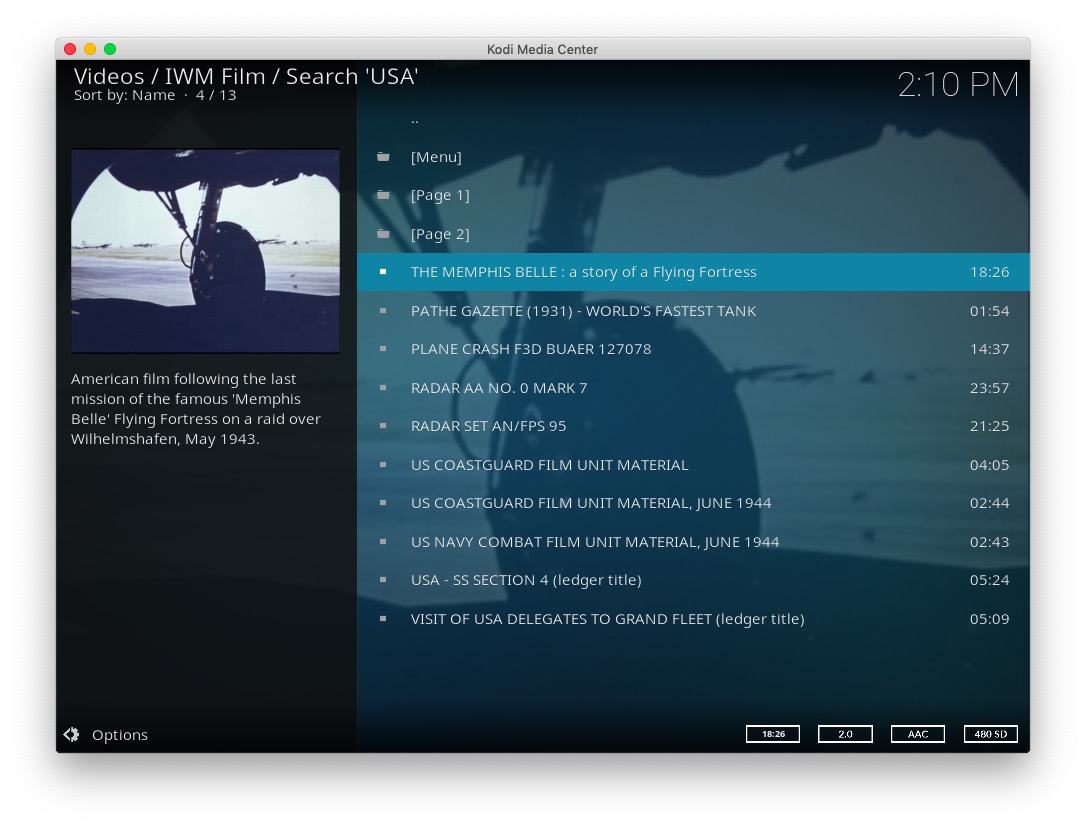 Kodi Media Center
Videos / IWM Film / Search 'USA'
Sort by: Name · 4 / 13
2:10 PM
..
[Menu]
[Page 1]
[Page 2]
THE MEMPHIS BELLE : a story of a Flying Fortress 18:26
PATHE GAZETTE (1931) - WORLD'S FASTEST TANK 01:54
PLANE CRASH F3D BUAER 127078 14:37
RADAR AA NO. 0 MARK 7 23:57
RADAR SET AN/FPS 95 21:25
US COASTGUARD FILM UNIT MATERIAL 04:05
US COASTGUARD FILM UNIT MATERIAL, JUNE 1944 02:44
US NAVY COMBAT FILM UNIT MATERIAL, JUNE 1944 02:43
USA - SS SECTION 4 (ledger title) 05:24
VISIT OF USA DELEGATES TO GRAND FLEET (ledger title) 05:09
American film following the last
mission of the famous 'Memphis
Belle' Flying Fortress on a raid over
Wilhelmshafen, May 1943.
Options
18:26 2.0 AAC 480 SD